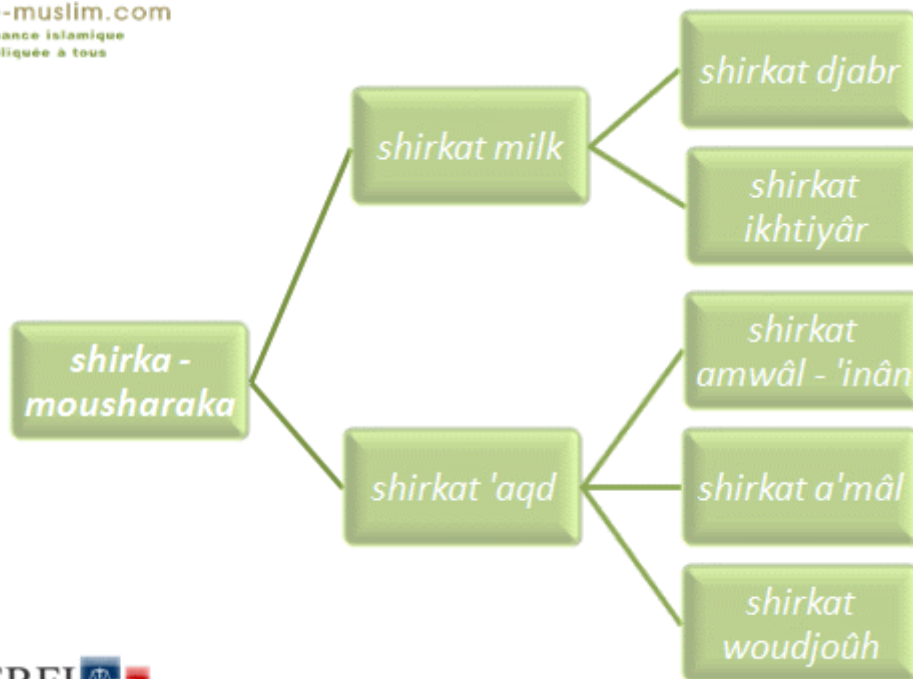 -muslim.com
ance islamique
liquée à tous
shirkat djabr
shirkat milk
shirkat
ikhtiyâr
shirka -
mousharaka
shirkat
amwâl - 'inân
shirkat 'aqd
shirkat a'mâl
shirkat
woudjoûh